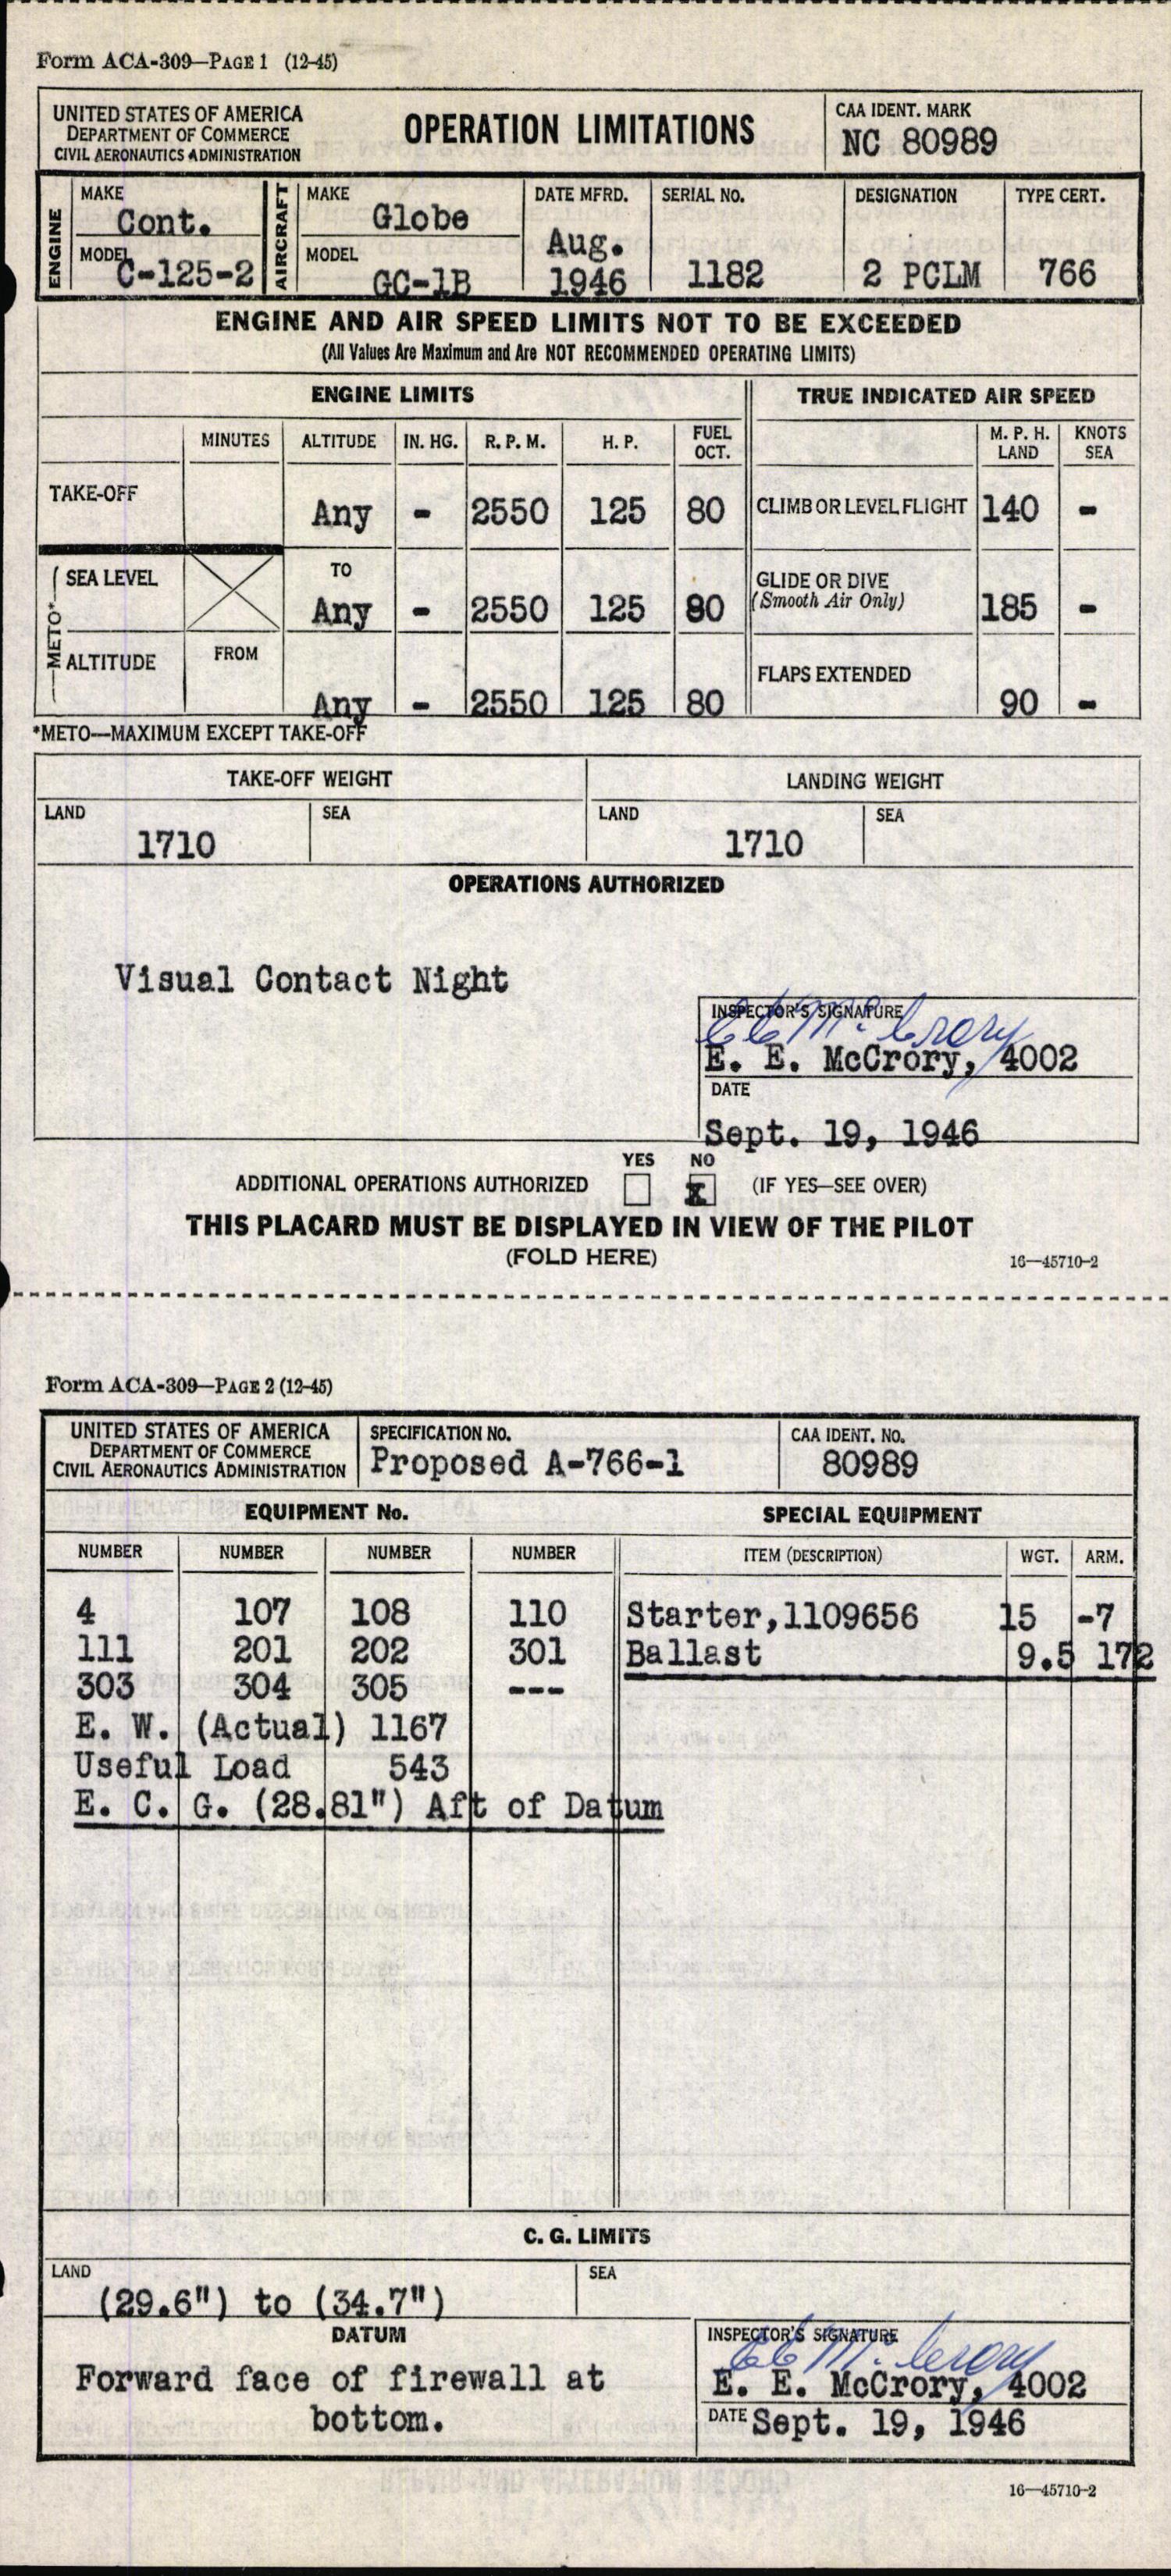 Form ACA-309—PAGE 1 (12-45)
UNITED STATES OF AMERICA
DEPARTMENT OF COMMERCE
CIVIL AERONAUTICS ADMINISTRATION
OPERATION LIMITATIONS
CAA IDENT. MARK
NC 80989
ENGINE
MAKE
Cont.
MODEL
C-125-2
AIRCRAFT
MAKE
Globe
MODEL
GC-1B
DATE MFRD.
Aug.
1946
SERIAL NO.
1182
DESIGNATION
2 PCLM
TYPE CERT.
766
ENGINE AND AIR SPEED LIMITS NOT TO BE EXCEEDED
(All Values Are Maximum and Are NOT RECOMMENDED OPERATING LIMITS)
ENGINE LIMITS
TRUE INDICATED AIR SPEED
MINUTES ALTITUDE IN. HG. R. P. M. H. P. FUEL OCT. M. P. H. LAND KNOTS SEA
TAKE-OFF Any - 2550 125 80 CLIMB OR LEVEL FLIGHT 140 -
METO*
SEA LEVEL TO Any - 2550 125 80 GLIDE OR DIVE (Smooth Air Only) 185 -
ALTITUDE FROM Any - 2550 125 80 FLAPS EXTENDED 90 -
*METO—MAXIMUM EXCEPT TAKE-OFF
TAKE-OFF WEIGHT LANDING WEIGHT
LAND SEA LAND SEA
1710 1710
OPERATIONS AUTHORIZED
Visual Contact Night
INSPECTOR'S SIGNATURE
EE McCrory
E. E. McCrory, 4002
DATE
Sept. 19, 1946
YES NO
ADDITIONAL OPERATIONS AUTHORIZED X (IF YES—SEE OVER)
THIS PLACARD MUST BE DISPLAYED IN VIEW OF THE PILOT
(FOLD HERE)
16—45710-2
Form ACA-309—PAGE 2 (12-45)
UNITED STATES OF AMERICA
DEPARTMENT OF COMMERCE
CIVIL AERONAUTICS ADMINISTRATION
SPECIFICATION NO.
Proposed A-766-1
CAA IDENT. NO.
80989
EQUIPMENT No. SPECIAL EQUIPMENT
NUMBER NUMBER NUMBER NUMBER ITEM (DESCRIPTION) WGT. ARM.
4 107 108 110 Starter,1109656 15 -7
111 201 202 301 Ballast 9.5 172
303 304 305 ---
E. W. (Actual) 1167
Useful Load 543
E. C. G. (28.81") Aft of Datum
C. G. LIMITS
LAND SEA
(29.6") to (34.7")
DATUM
Forward face of firewall at
bottom.
INSPECTOR'S SIGNATURE
EE McCrory
E. E. McCrory, 4002
DATE Sept. 19, 1946
16—45710-2